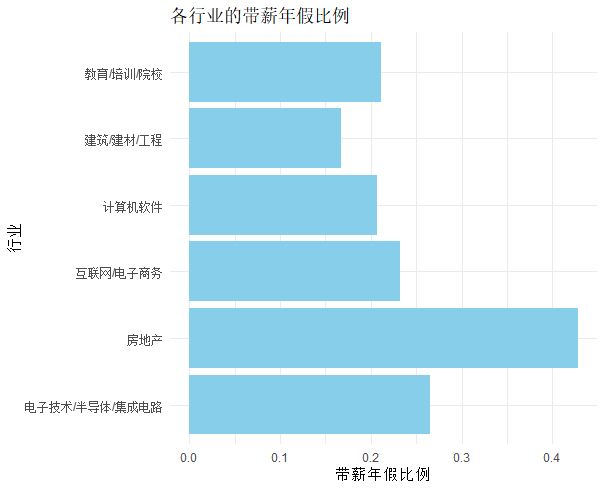 各行业的带薪年假比例
教育/培训/院校
建筑/建材/工程
计算机软件
互联网/电子商务
房地产
电子技术/半导体/集成电路
行业
0.0 0.1 0.2 0.3 0.4
带薪年假比例